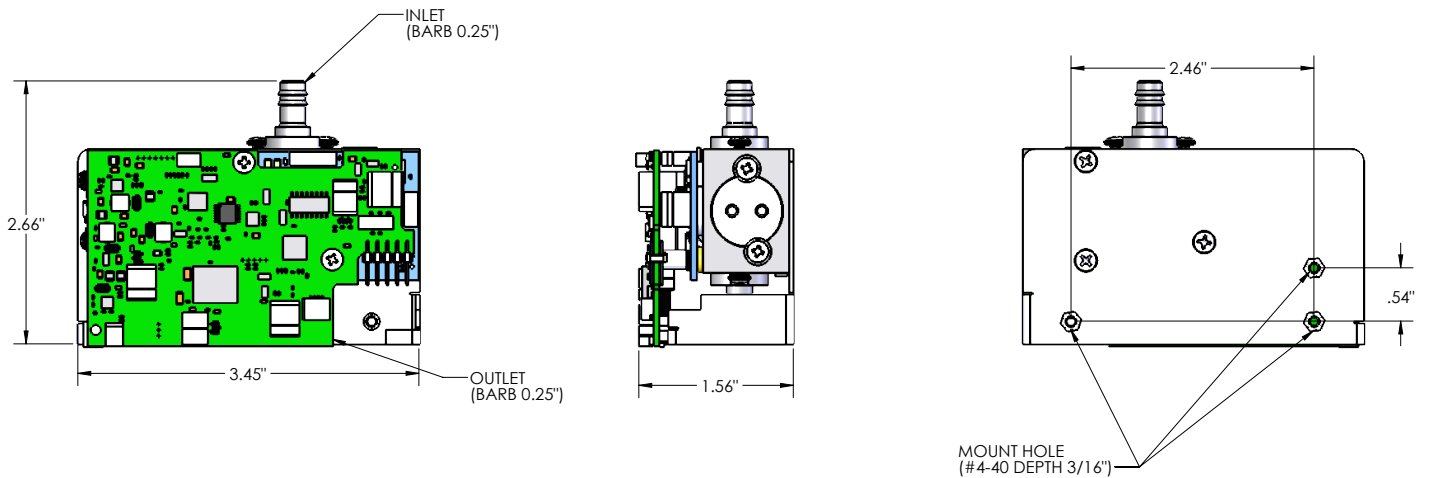 INLET
(BARB 0.25")
2.66"
3.45"
OUTLET
(BARB 0.25")
1.56"
2.46"
.54"
MOUNT HOLE
(#4-40 DEPTH 3/16")